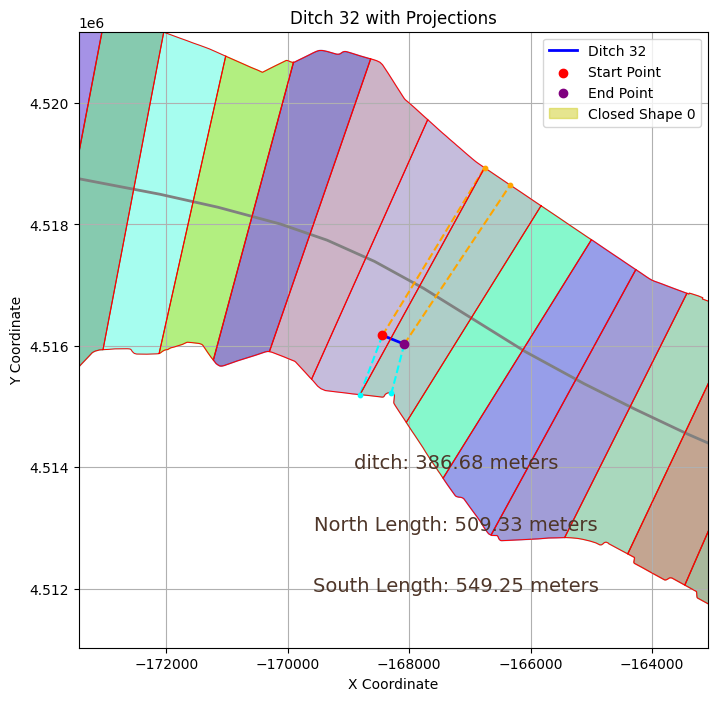 Ditch 32 with Projections
1e6
Ditch 32
Start Point
End Point
Closed Shape 0
4.520
4.518
4.516
4.514
4.512
Y Coordinate
ditch: 386.68 meters
North Length: 509.33 meters
South Length: 549.25 meters
−172000
−170000
−168000
−166000
−164000
X Coordinate